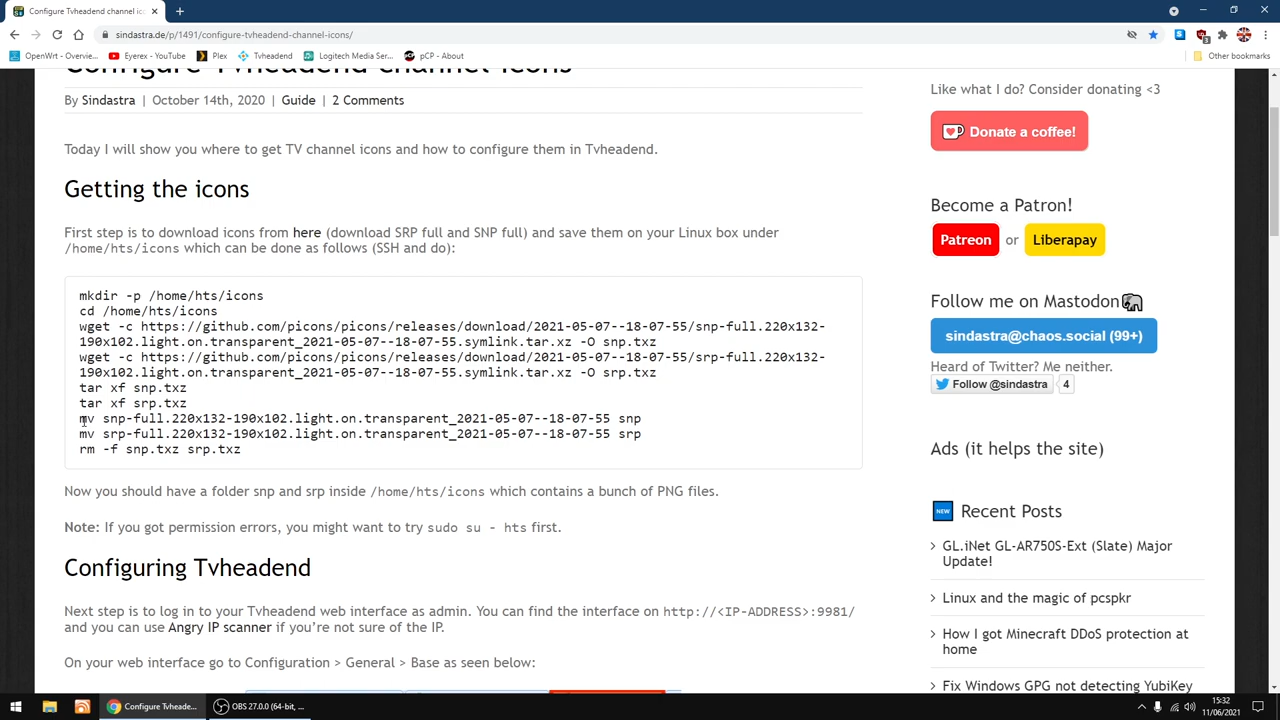 Configure Tvheadend channel ic
sindastra.de/p/1491/configure-tvheadend-channel-icons/
OpenWrt - Overvie...
Eyerex - YouTube
Plex
Tvheadend
Logitech Media Ser...
pCP - About
Other bookmarks
Configure Tvheadend channel icons
By Sindastra | October 14th, 2020 | Guide | 2 Comments
Today I will show you where to get TV channel icons and how to configure them in Tvheadend.
Getting the icons
First step is to download icons from here (download SRP full and SNP full) and save them on your Linux box under
/home/hts/icons which can be done as follows (SSH and do):
mkdir -p /home/hts/icons
cd /home/hts/icons
wget -c https://github.com/picons/picons/releases/download/2021-05-07--18-07-55/snp-full.220x132-
190x102.light.on.transparent_2021-05-07--18-07-55.symlink.tar.xz -O snp.txz
wget -c https://github.com/picons/picons/releases/download/2021-05-07--18-07-55/srp-full.220x132-
190x102.light.on.transparent_2021-05-07--18-07-55.symlink.tar.xz -O srp.txz
tar xf snp.txz
tar xf srp.txz
mv snp-full.220x132-190x102.light.on.transparent_2021-05-07--18-07-55 snp
mv srp-full.220x132-190x102.light.on.transparent_2021-05-07--18-07-55 srp
rm -f snp.txz srp.txz
Now you should have a folder snp and srp inside /home/hts/icons which contains a bunch of PNG files.
Note: If you got permission errors, you might want to try sudo su - hts first.
Configuring Tvheadend
Next step is to log in to your Tvheadend web interface as admin. You can find the interface on http://<IP-ADDRESS>:9981/
and you can use Angry IP scanner if you're not sure of the IP.
On your web interface go to Configuration > General > Base as seen below:
Like what I do? Consider donating <3
Donate a coffee!
Become a Patron!
Patreon or Liberapay
Follow me on Mastodon
sindastra@chaos.social (99+)
Heard of Twitter? Me neither.
Follow @sindastra 4
Ads (it helps the site)
NEW Recent Posts
GL.iNet GL-AR750S-Ext (Slate) Major
Update!
Linux and the magic of pcspkr
How I got Minecraft DDoS protection at
home
Fix Windows GPG not detecting YubiKey
Configure Tvheade...
OBS 27.0.0 (64-bit, ...
15:32
11/06/2021